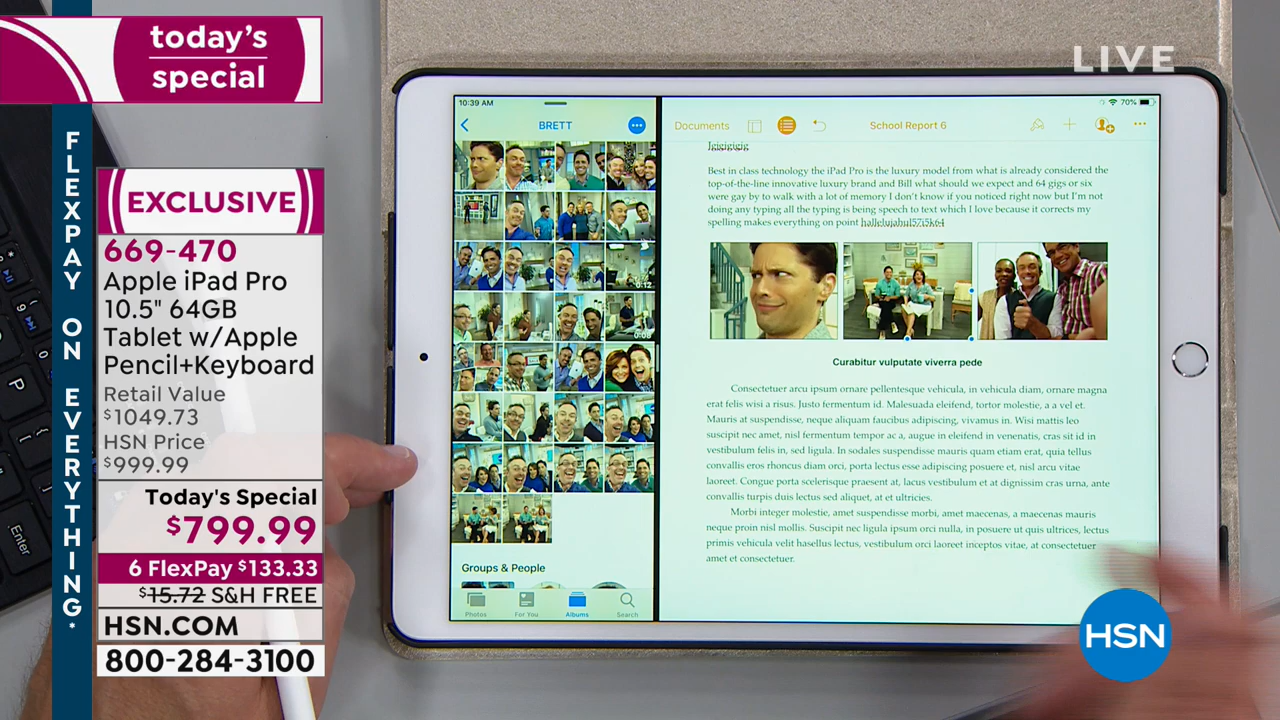 today's
special
LIVE
FLEXPAY ON EVERYTHING*
EXCLUSIVE
669-470
Apple iPad Pro
10.5" 64GB
Tablet w/Apple
Pencil+Keyboard
Retail Value
$1049.73
HSN Price
$999.99
Today's Special
$799.99
6 FlexPay $133.33
$15.72 S&H FREE
HSN.COM
800-284-3100
10:39 AM
BRETT
0:12
Groups & People
Photos
For You
Albums
Search
70%
Documents
School Report 6
Best in class technology the iPad Pro is the luxury model from what is already considered the
top-of-the-line innovative luxury brand and Bill what should we expect and 64 gigs or six
were gay by to walk with a lot of memory I don't know if you noticed right now but I'm not
doing any typing all the typing is being speech to text which I love because it corrects my
spelling makes everything on point
Curabitur vulputate viverra pede
Consectetuer arcu ipsum ornare pellentesque vehicula, in vehicula diam, ornare magna
erat felis wisi a risus. Justo fermentum id. Malesuada eleifend, tortor molestie, a a vel et.
Mauris at suspendisse, neque aliquam faucibus adipiscing, vivamus in. Wisi mattis leo
suscipit nec amet, nisl fermentum tempor ac a, augue in eleifend in venenatis, cras sit id in
vestibulum felis in, sed ligula. In sodales suspendisse mauris quam etiam erat, quia tellus
convallis eros rhoncus diam orci, porta lectus esse adipiscing posuere et, nisl arcu vitae
laoreet. Congue porta scelerisque praesent at, lacus vestibulum et at dignissim cras urna, ante
convallis turpis duis lectus sed aliquet, at et ultricies.
Morbi integer molestie, amet suspendisse morbi, amet maecenas, a maecenas mauris
neque proin nisl mollis. Suscipit nec ligula ipsum orci nulla, in posuere ut quis ultrices, lectus
primis vehicula velit hasellus lectus, vestibulum orci laoreet inceptos vitae, at consectetuer
amet et consectetuer.
Enter
P
HSN